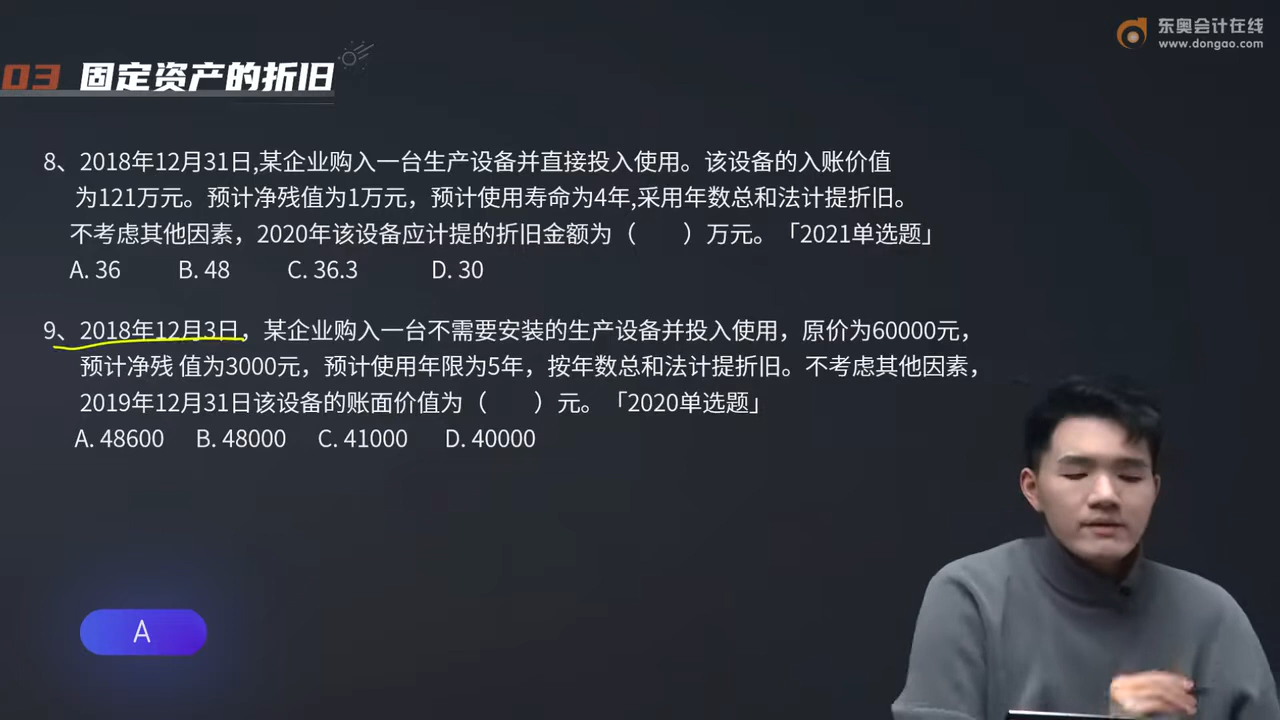 东奥会计在线
www.dongao.com
03 固定资产的折旧
8、2018年12月31日,某企业购入一台生产设备并直接投入使用。该设备的入账价值
为121万元。预计净残值为1万元，预计使用寿命为4年,采用年数总和法计提折旧。
不考虑其他因素，2020年该设备应计提的折旧金额为（ ）万元。「2021单选题」
A. 36 B. 48 C. 36.3 D. 30
9、2018年12月3日，某企业购入一台不需要安装的生产设备并投入使用，原价为60000元，
预计净残 值为3000元，预计使用年限为5年，按年数总和法计提折旧。不考虑其他因素，
2019年12月31日该设备的账面价值为（ ）元。「2020单选题」
A. 48600 B. 48000 C. 41000 D. 40000
A